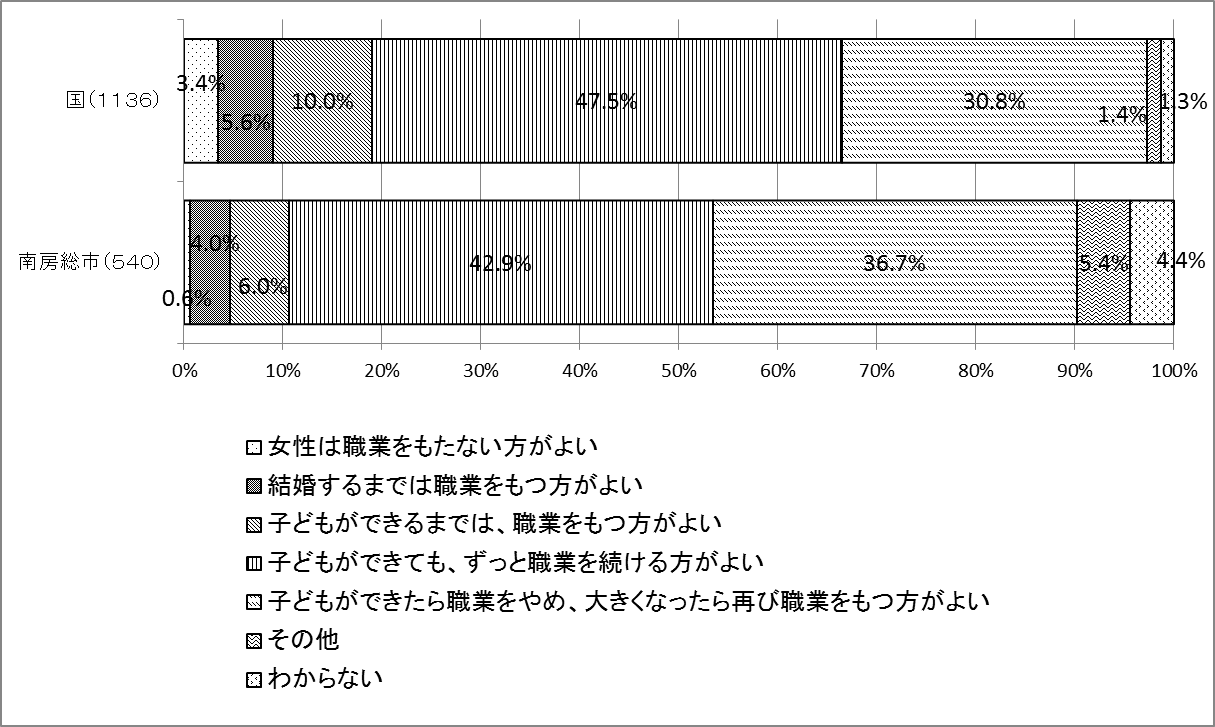 国（1136）
3.4%
5.6%
10.0%
47.5%
30.8%
1.4%
1.3%
南房総市（540）
0.6%
4.0%
6.0%
42.9%
36.7%
5.4%
4.4%
0% 10% 20% 30% 40% 50% 60% 70% 80% 90% 100%
女性は職業をもたない方がよい
結婚するまでは職業をもつ方がよい
子どもができるまでは、職業をもつ方がよい
子どもができても、ずっと職業を続ける方がよい
子どもができたら職業をやめ、大きくなったら再び職業をもつ方がよい
その他
わからない